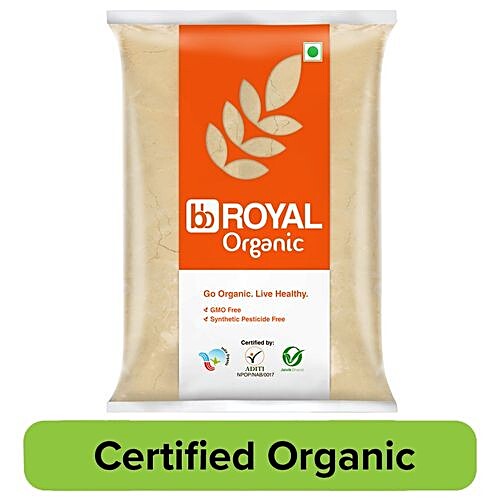 bb ROYAL
Organic
Go Organic. Live Healthy.
GMO Free
Synthetic Pesticide Free
Certified by:
ADITI
NPOP/NAB/0017
Certified Organic